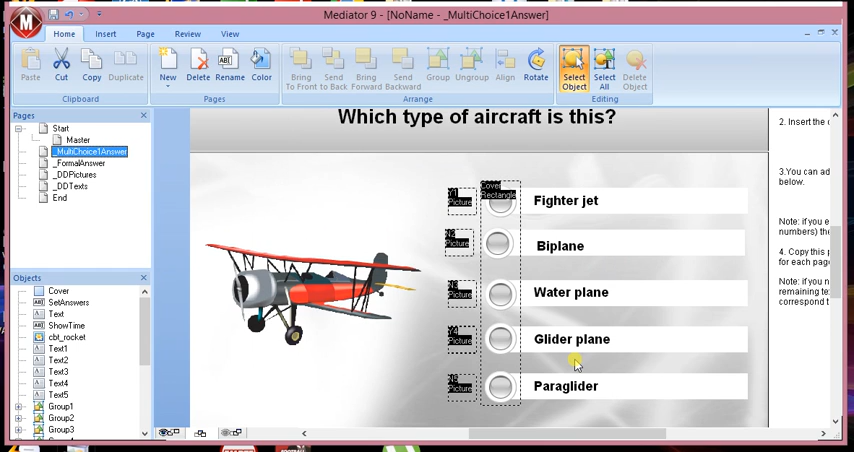 Mediator 9 - [NoName - _MultiChoice1Answer]
Home Insert Page Review View
Paste Cut Copy Duplicate
Clipboard
New Delete Rename Color
Pages
Bring To Front Send to Back Bring Forward Send Backward Group Ungroup Align Rotate
Arrange
Select Object Select All Delete Object
Editing
Pages
Start
Master
_MultiChoice1Answer
_FormalAnswer
_DDPictures
_DDTexts
End
Objects
Cover
SetAnswers
Text
ShowTime
cbt_rocket
Text1
Text2
Text3
Text4
Text5
Group1
Group2
Group3
Which type of aircraft is this?
Y1
Picture
Cover
Rectangle
Fighter jet
N2
Picture
Biplane
N3
Picture
Water plane
Y4
Picture
Glider plane
N5
Picture
Paraglider
2. Insert the
3.You can ad
below.
Note: if you
numbers) the
4. Copy this
for each pag
Note: if you
remaining te
correspond